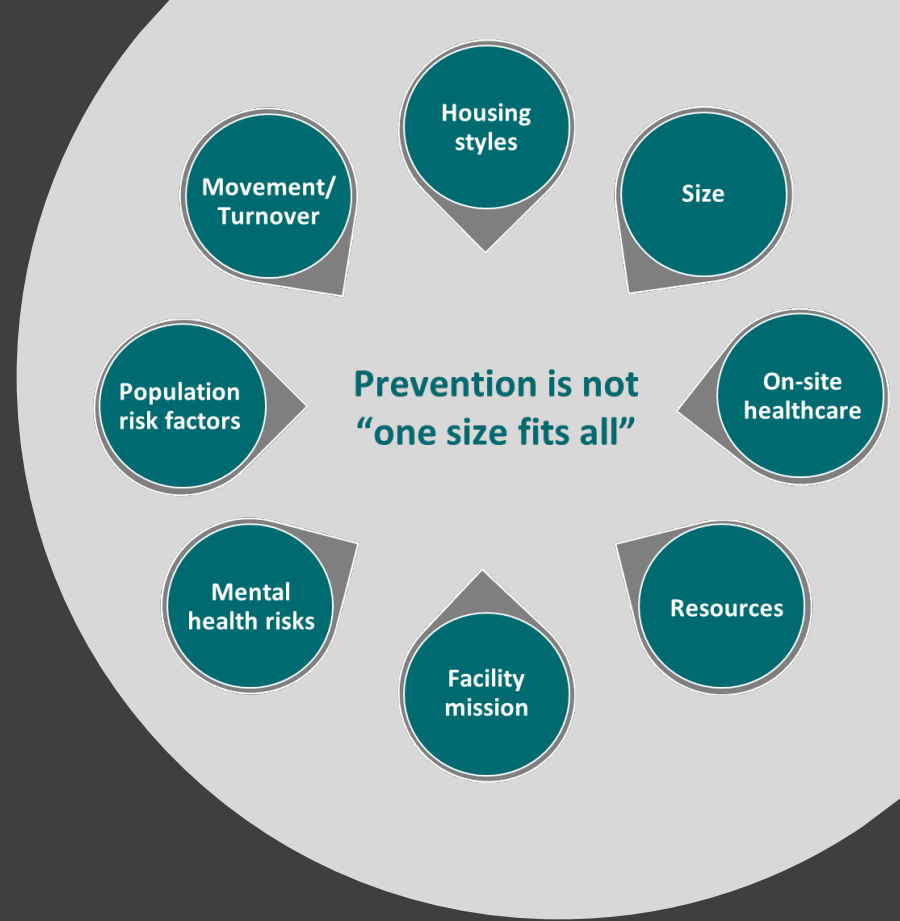 Housing
styles
Movement/
Turnover
Size
Population
risk factors
Prevention is not
“one size fits all”
On-site
healthcare
Mental
health risks
Resources
Facility
mission